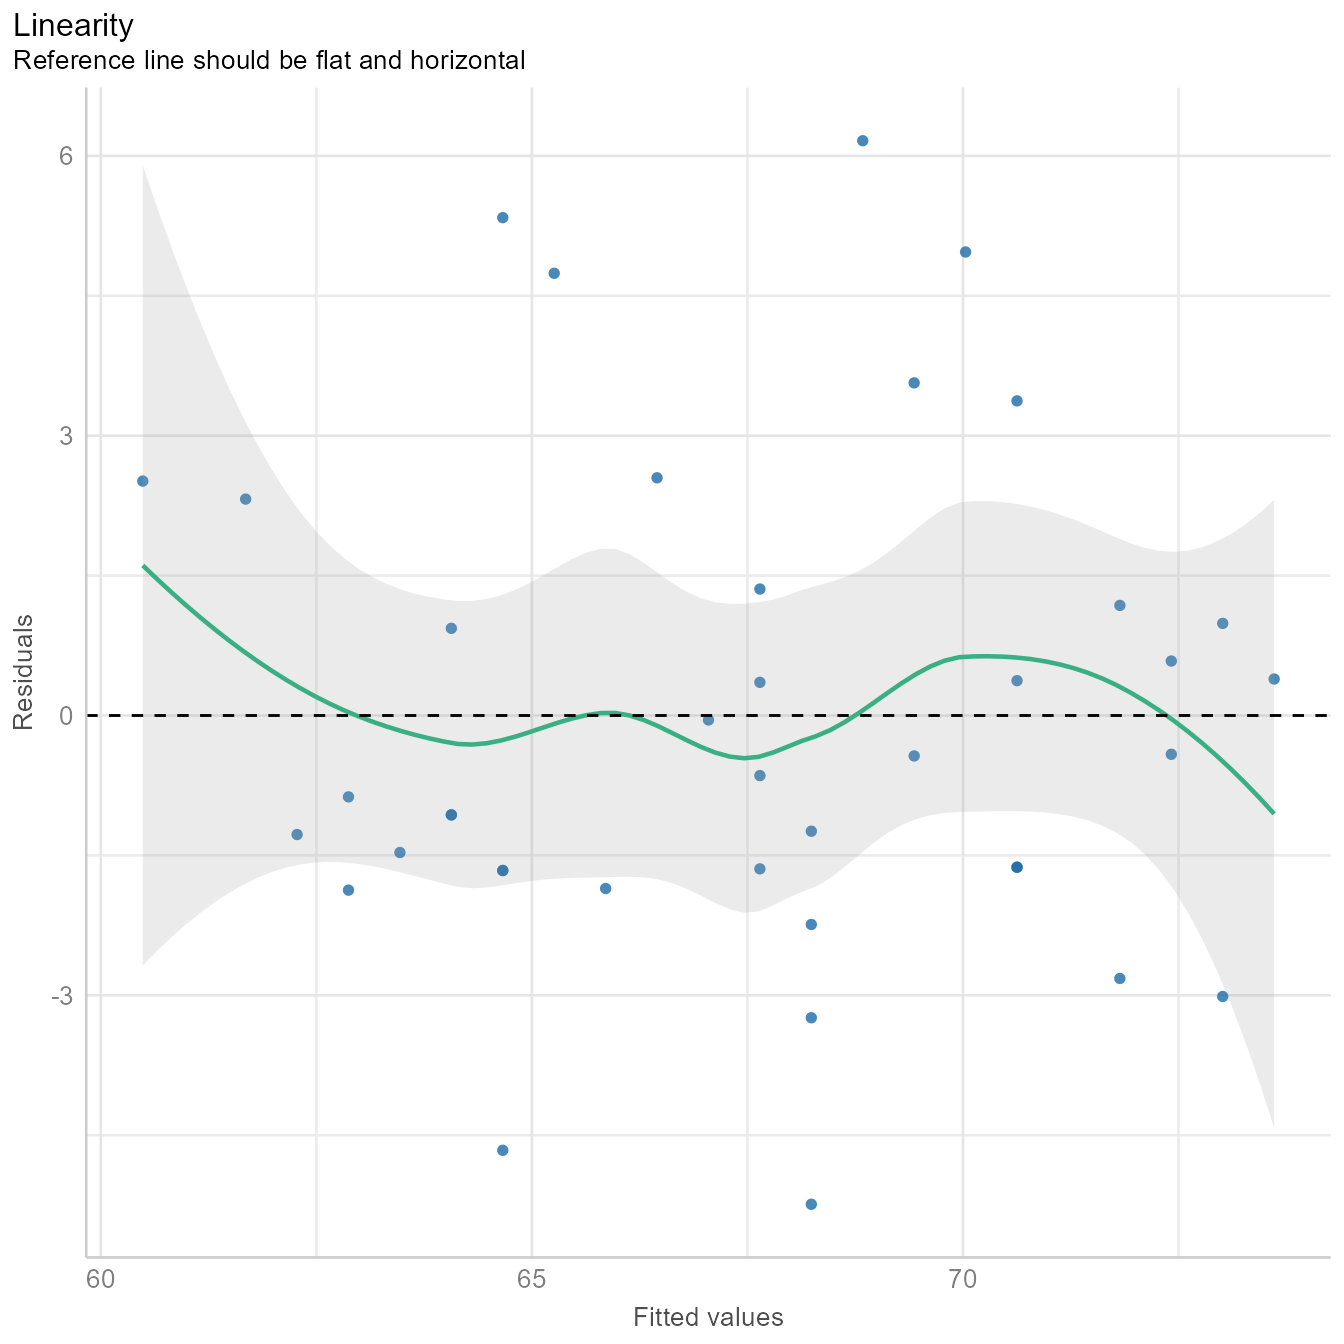 Linearity
Reference line should be flat and horizontal
6
3
0
-3
Residuals
60
65
70
Fitted values